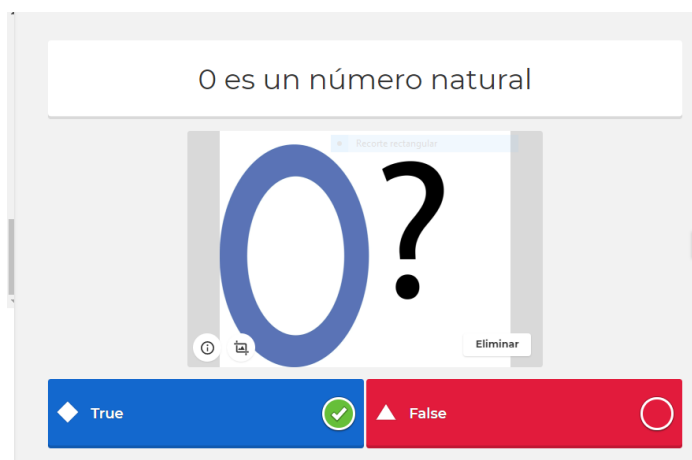 0 es un número natural
Recorte rectangular
0?
Eliminar
True
False